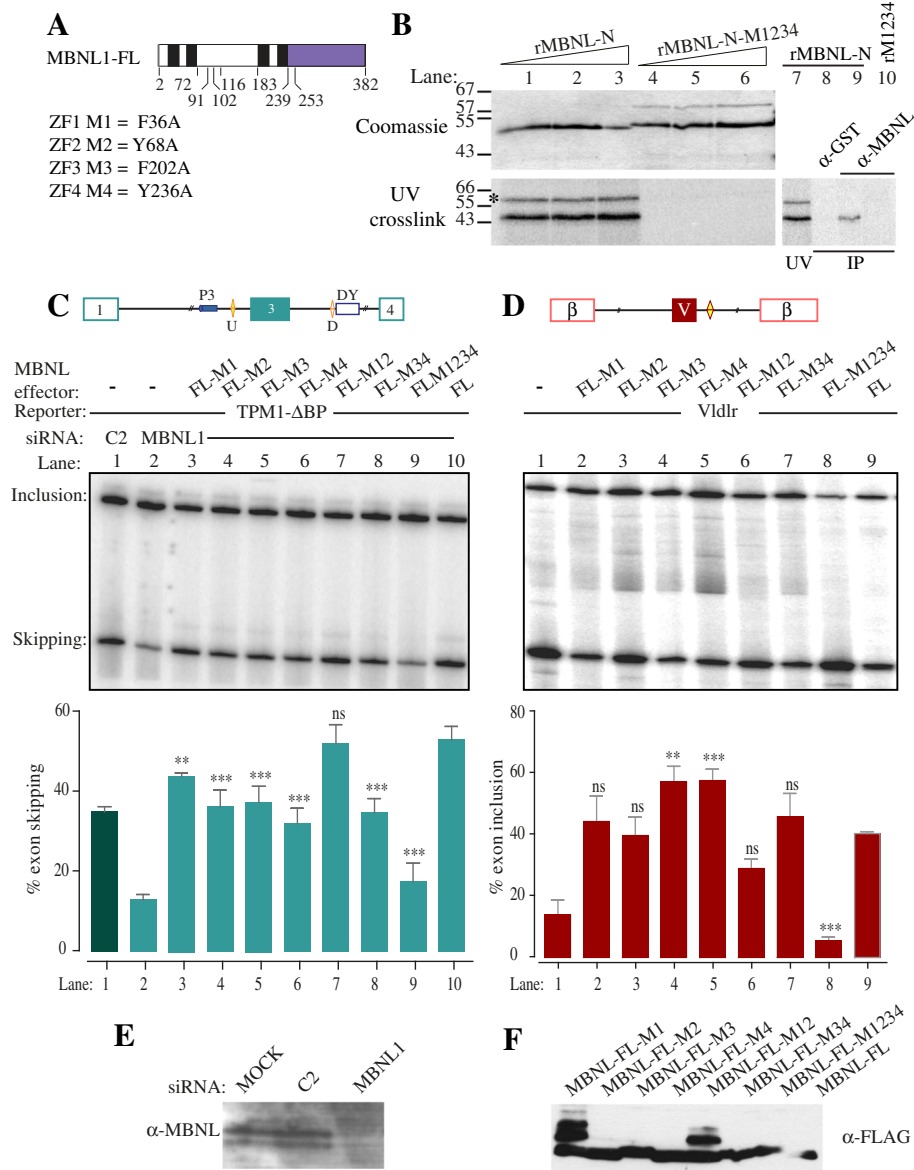 A
MBNL1-FL
2 72 116 183 382
91 102 239 253
ZF1 M1 = F36A
ZF2 M2 = Y68A
ZF3 M3 = F202A
ZF4 M4 = Y236A
B
rMBNL-N rMBNL-N-M1234 rMBNL-N rM1234
Lane: 1 2 3 4 5 6 7 8 9 10
67
57
55
43
Coomassie
α-GST
α-MBNL
UV crosslink
66
55
43
*
UV IP
C
1 P3 U 3 D DY 4
MBNL effector: - - FL-M1 FL-M2 FL-M3 FL-M4 FL-M12 FL-M34 FLM1234 FL
Reporter: TPM1-ΔBP
siRNA: C2 MBNL1
Lane: 1 2 3 4 5 6 7 8 9 10
Inclusion:
Skipping:
% exon skipping
60
40
20
0
** *** *** *** ns *** ***
Lane: 1 2 3 4 5 6 7 8 9 10
D
β V β
- FL-M1 FL-M2 FL-M3 FL-M4 FL-M12 FL-M34 FL-M1234 FL
Vldlr
1 2 3 4 5 6 7 8 9
% exon inclusion
80
60
40
20
0
ns ns ** *** ns ns ***
Lane: 1 2 3 4 5 6 7 8 9
E
siRNA: MOCK C2 MBNL1
α-MBNL
F
MBNL-FL-M1 MBNL-FL-M2 MBNL-FL-M3 MBNL-FL-M4 MBNL-FL-M12 MBNL-FL-M34 MBNL-FL-M1234 MBNL-FL
α-FLAG